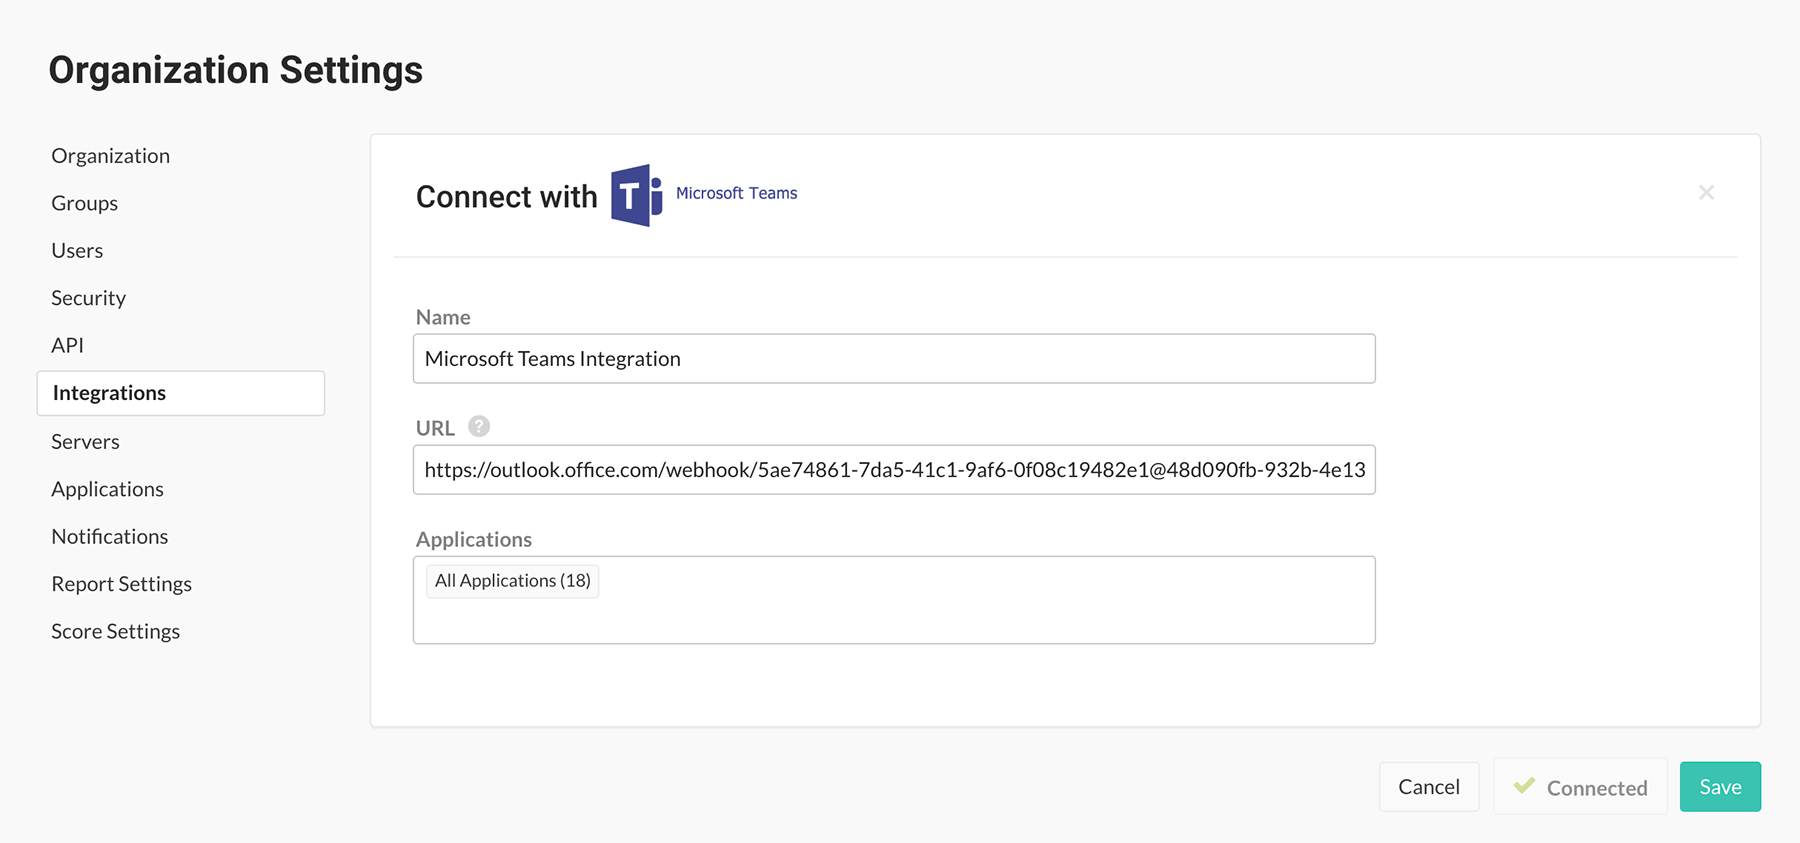 Organization Settings
Organization
Groups
Users
Security
API
Integrations
Servers
Applications
Notifications
Report Settings
Score Settings
Connect with T Microsoft Teams
Name
Microsoft Teams Integration
URL ?
https://outlook.office.com/webhook/5ae74861-7da5-41c1-9af6-0f08c19482e1@48d090fb-932b-4e13
Applications
All Applications (18)
Cancel
Connected
Save